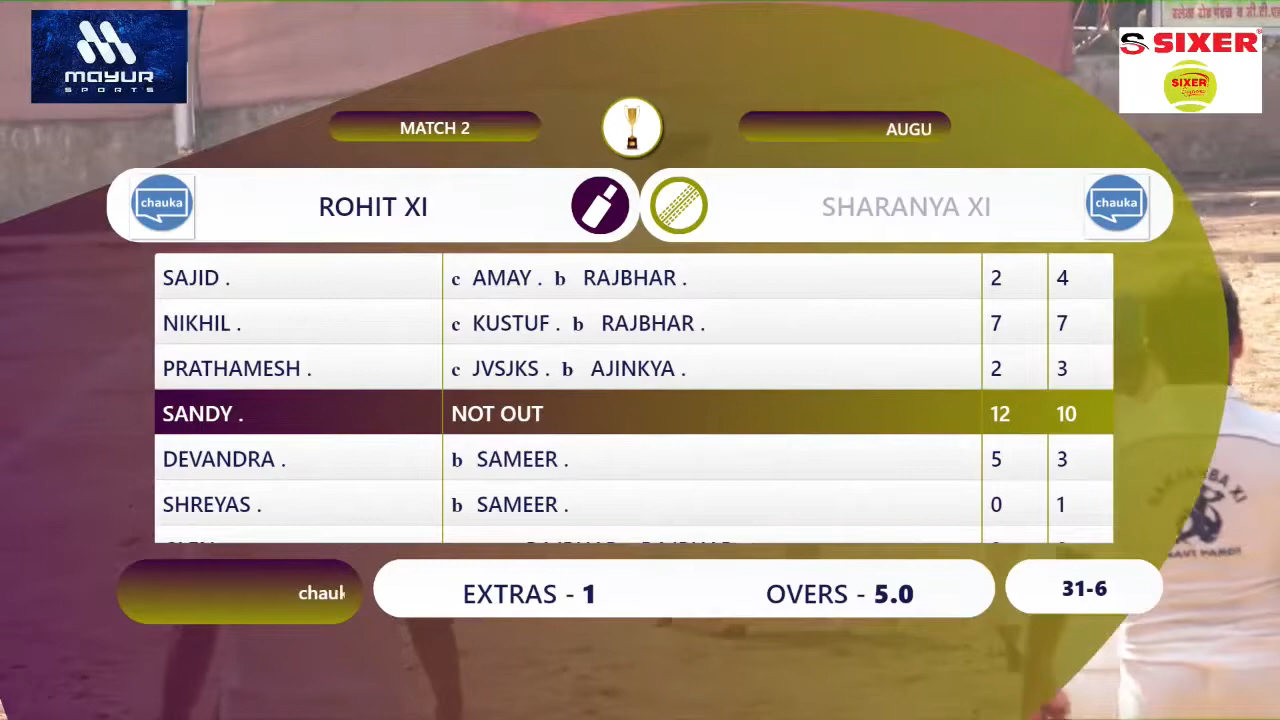 MAYUR
SPORTS
S SIXER
SIXER
MATCH 2
AUGU
chauka
ROHIT XI
SHARANYA XI
chauka
SAJID . c AMAY . b RAJBHAR . 2 4
NIKHIL . c KUSTUF . b RAJBHAR . 7 7
PRATHAMESH . c JVSJKS . b AJINKYA . 2 3
SANDY . NOT OUT 12 10
DEVANDRA . b SAMEER . 5 3
SHREYAS . b SAMEER . 0 1
chauk
EXTRAS - 1 OVERS - 5.0
31-6